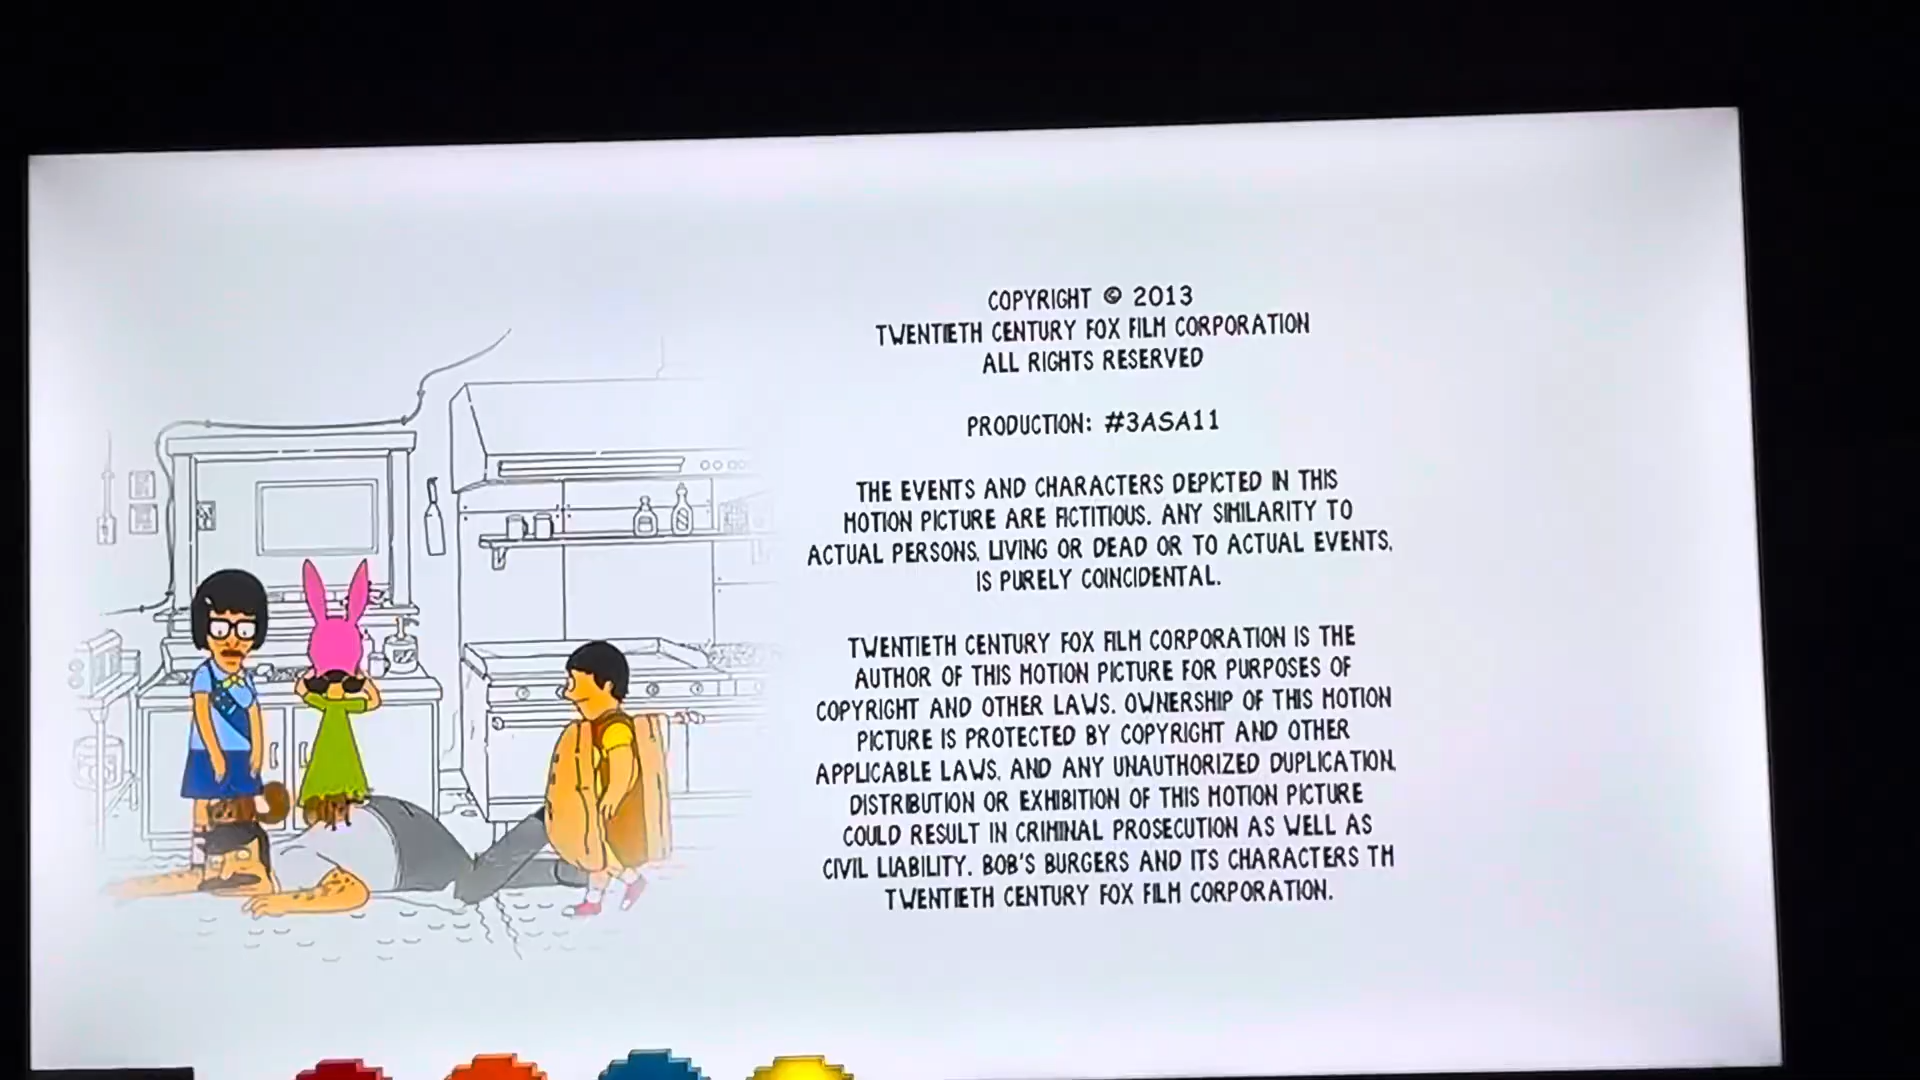 COPYRIGHT © 2013
TWENTIETH CENTURY FOX FILM CORPORATION
ALL RIGHTS RESERVED
PRODUCTION: #3ASA11
THE EVENTS AND CHARACTERS DEPICTED IN THIS
MOTION PICTURE ARE FICTITIOUS. ANY SIMILARITY TO
ACTUAL PERSONS, LIVING OR DEAD OR TO ACTUAL EVENTS,
IS PURELY COINCIDENTAL.
TWENTIETH CENTURY FOX FILM CORPORATION IS THE
AUTHOR OF THIS MOTION PICTURE FOR PURPOSES OF
COPYRIGHT AND OTHER LAWS. OWNERSHIP OF THIS MOTION
PICTURE IS PROTECTED BY COPYRIGHT AND OTHER
APPLICABLE LAWS, AND ANY UNAUTHORIZED DUPLICATION,
DISTRIBUTION OR EXHIBITION OF THIS MOTION PICTURE
COULD RESULT IN CRIMINAL PROSECUTION AS WELL AS
CIVIL LIABILITY. BOB'S BURGERS AND ITS CHARACTERS TM
TWENTIETH CENTURY FOX FILM CORPORATION.